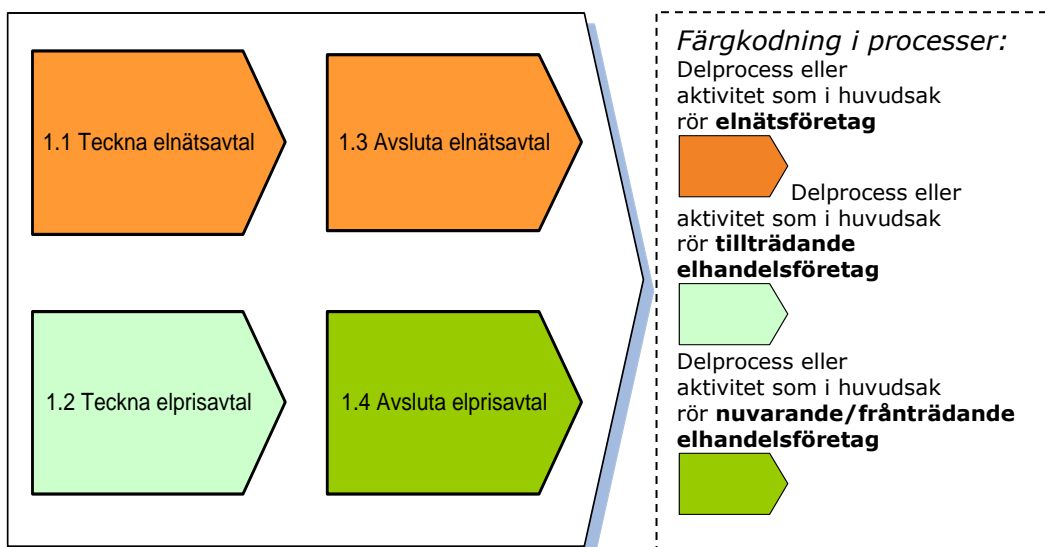 1.1 Teckna elnätsavtal
1.3 Avsluta elnätsavtal
1.2 Teckna elprisavtal
1.4 Avsluta elprisavtal
Färgkodning i processer:
Delprocess eller
aktivitet som i huvudsak
rör elnätsföretag
Delprocess eller
aktivitet som i huvudsak
rör tillträdande
elhandelsföretag
Delprocess eller
aktivitet som i huvudsak
rör nuvarande/frånträdande
elhandelsföretag